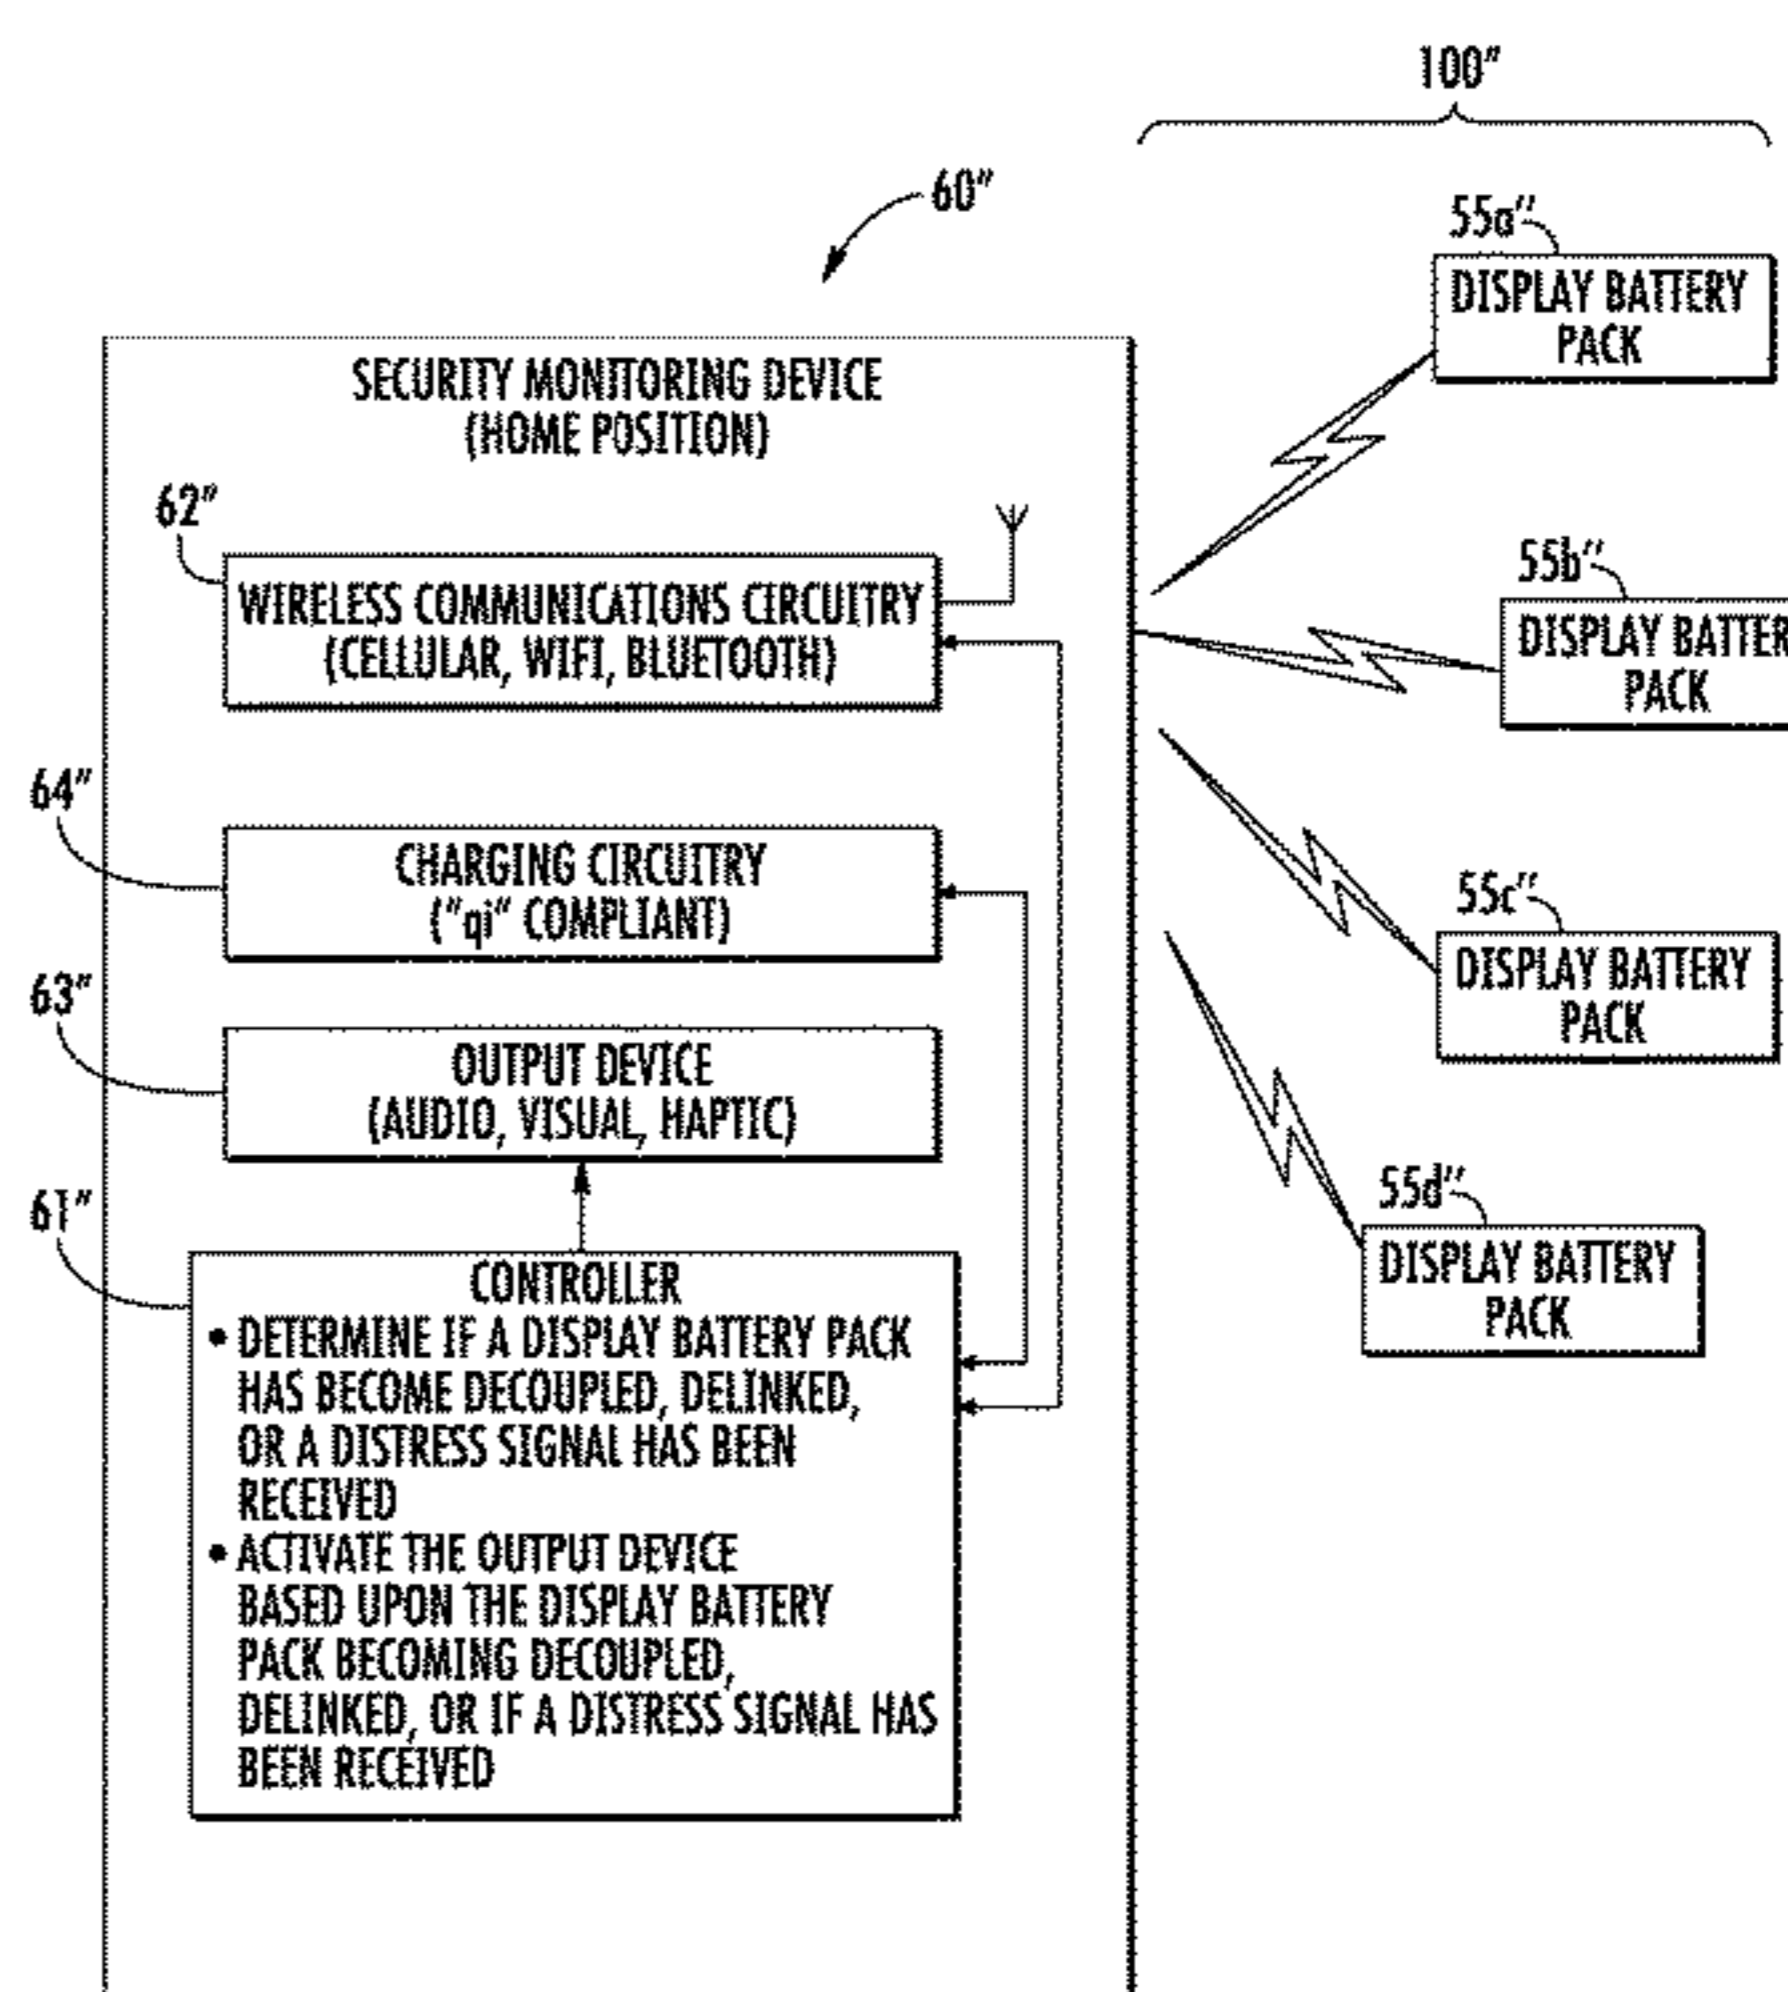 100"
60"
55a"
DISPLAY BATTERY
PACK
SECURITY MONITORING DEVICE
(HOME POSITION)
62"
WIRELESS COMMUNICATIONS CIRCUITRY
(CELLULAR, WIFI, BLUETOOTH)
55b"
DISPLAY BATTER
PACK
64"
CHARGING CIRCUITRY
("qi" COMPLIANT)
55c"
DISPLAY BATTERY
PACK
63"
OUTPUT DEVICE
(AUDIO, VISUAL, HAPTIC)
55d"
DISPLAY BATTERY
PACK
61"
CONTROLLER
• DETERMINE IF A DISPLAY BATTERY PACK
HAS BECOME DECOUPLED, DELINKED,
OR A DISTRESS SIGNAL HAS BEEN
RECEIVED
• ACTIVATE THE OUTPUT DEVICE
BASED UPON THE DISPLAY BATTERY
PACK BECOMING DECOUPLED,
DELINKED, OR IF A DISTRESS SIGNAL HAS
BEEN RECEIVED